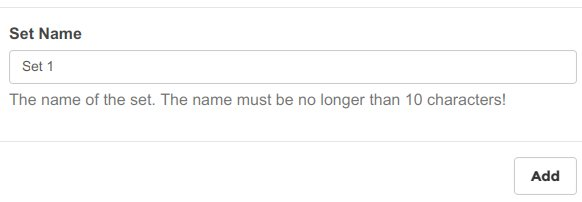 Set Name
Set 1
The name of the set. The name must be no longer than 10 characters!
Add